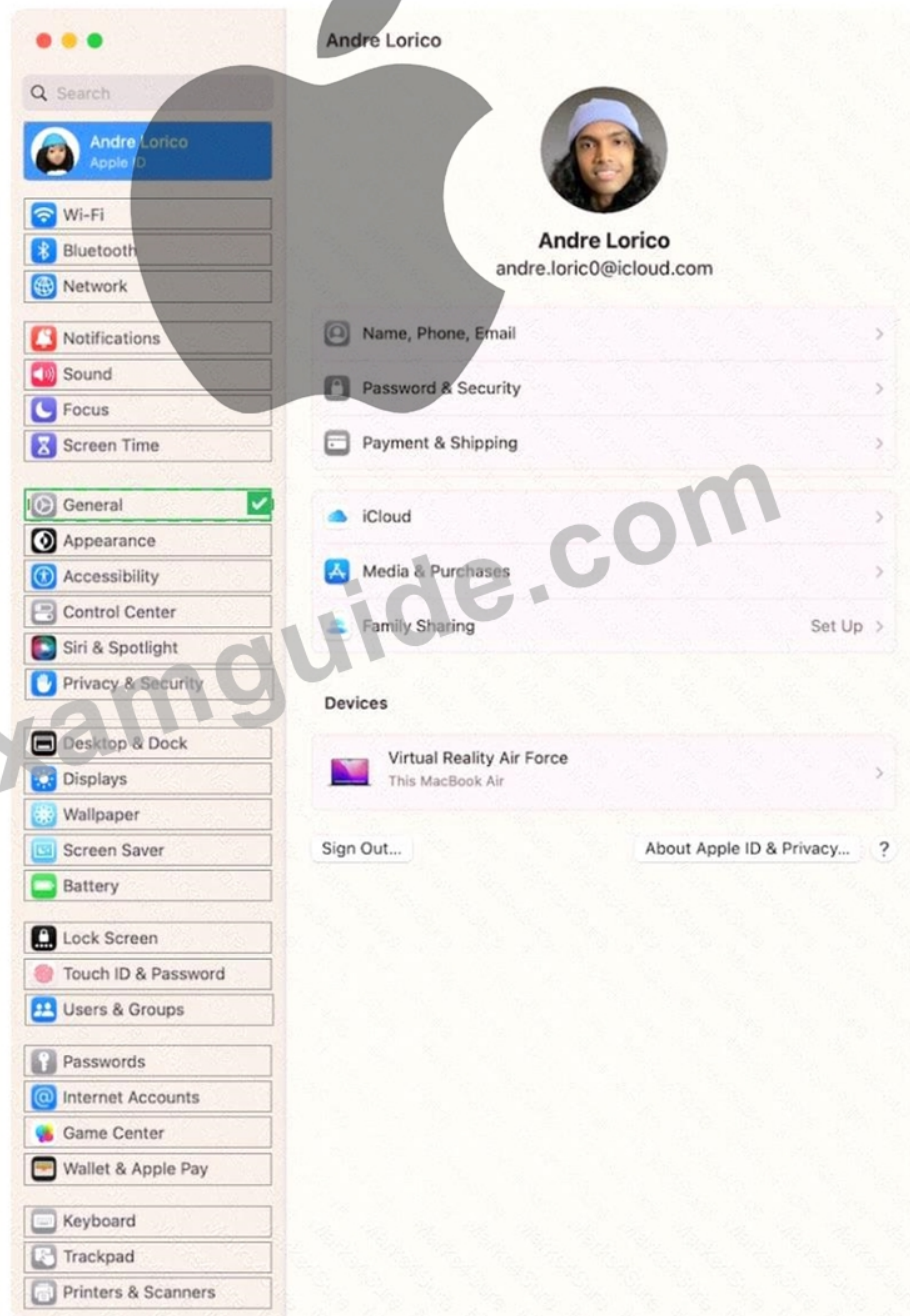 Andre Lorico
Search
Andre Lorico
Apple ID
Wi-Fi
Bluetooth
Network
Notifications
Sound
Focus
Screen Time
General
Appearance
Accessibility
Control Center
Siri & Spotlight
Privacy & Security
Desktop & Dock
Displays
Wallpaper
Screen Saver
Battery
Lock Screen
Touch ID & Password
Users & Groups
Passwords
Internet Accounts
Game Center
Wallet & Apple Pay
Keyboard
Trackpad
Printers & Scanners
Andre Lorico
andre.loric0@icloud.com
Name, Phone, Email
Password & Security
Payment & Shipping
iCloud
Media & Purchases
Family Sharing
Set Up
Devices
Virtual Reality Air Force
This MacBook Air
Sign Out...
About Apple ID & Privacy...
?
xamguide.com